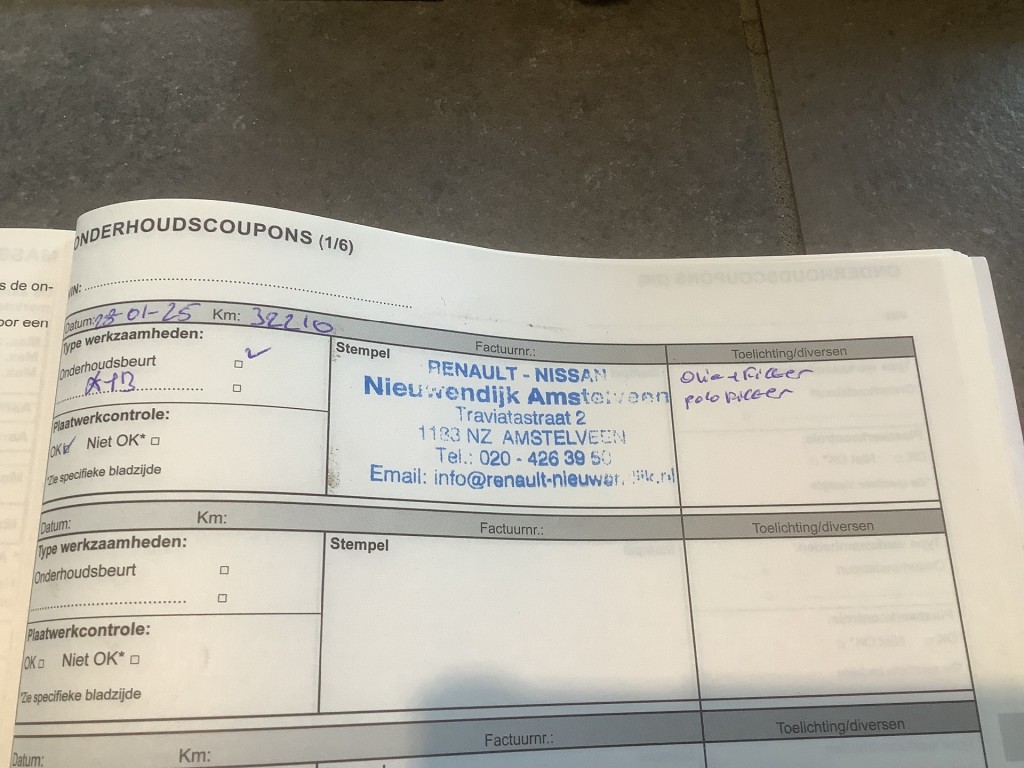 s de on-
oor een
ONDERHOUDSCOUPONS (1/6)
VIN:
Datum: 28-01-25 Km: 32210
Factuurnr.:
Toelichting/diversen
Type werkzaamheden:
Onderhoudsbeurt
Plaatwerkcontrole:
OK Niet OK*
*Zie specifieke bladzijde
Stempel
RENAULT - NISSAN
Nieuwendijk Amstelveen
Traviatastraat 2
1183 NZ AMSTELVEEN
Tel.: 020 - 426 39 50
Email: info@renault-nieuwendijk.nl
Olie + Filter
Datum: Km:
Factuurnr.:
Toelichting/diversen
Type werkzaamheden:
Onderhoudsbeurt
Plaatwerkcontrole:
OK Niet OK*
*Zie specifieke bladzijde
Stempel
Datum: Km:
Factuurnr.:
Toelichting/diversen